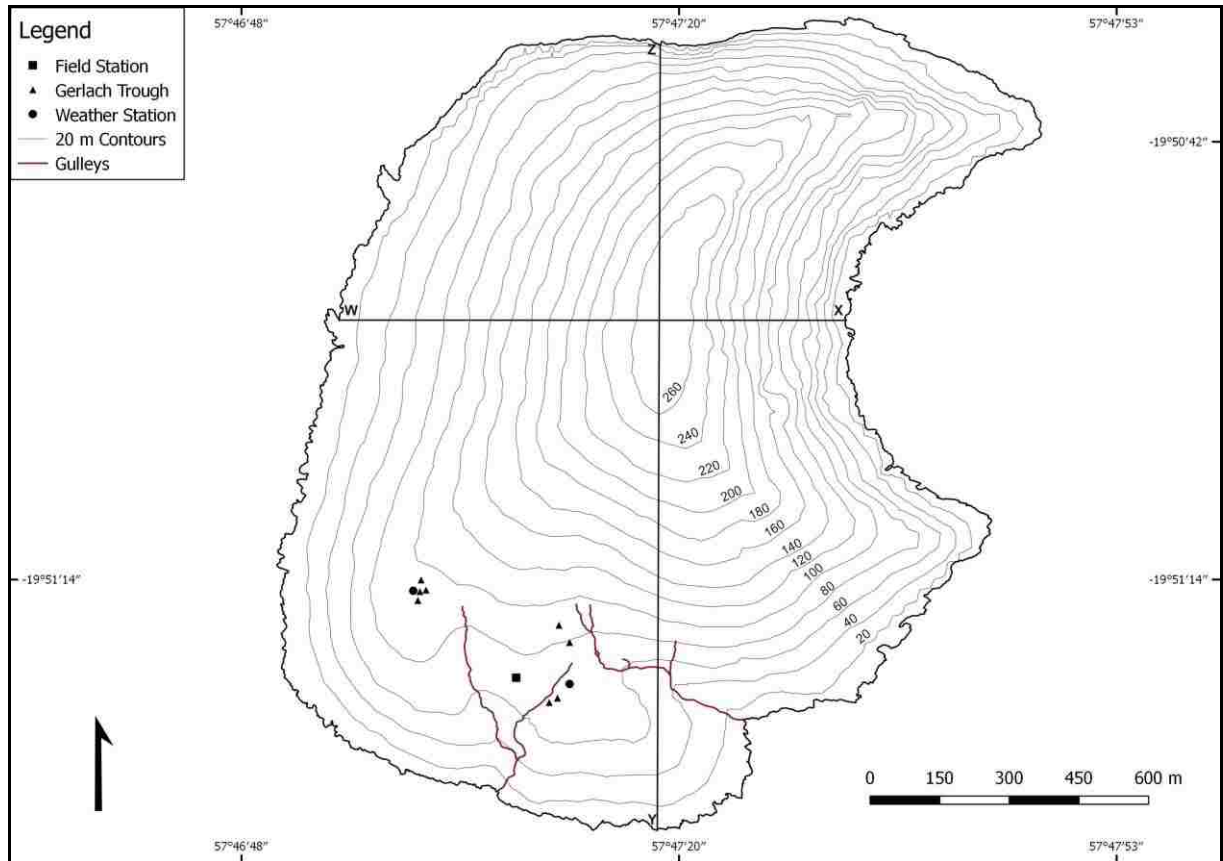 57°46'48"
57°47'20"
57°47'53"
Legend
Field Station
Gerlach Trough
Weather Station
20 m Contours
Gulleys
Z
-19°50'42"
W
X
260
240
220
200
180
160
140
120
100
80
60
40
20
-19°51'14"
-19°51'14"
0 150 300 450 600 m
Y
57°46'48"
57°47'20"
57°47'53"